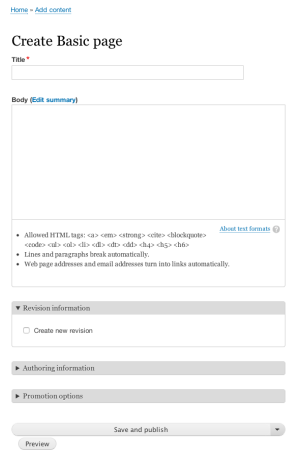 Home » Add content
Create Basic page
Title *
Body (Edit summary)
About text formats
• Allowed HTML tags: <a> <em> <strong> <cite> <blockquote>
<code> <ul> <ol> <li> <dl> <dt> <dd> <h4> <h5> <h6>
• Lines and paragraphs break automatically.
• Web page addresses and email addresses turn into links automatically.
▼ Revision information
Create new revision
► Authoring information
► Promotion options
Save and publish
Preview